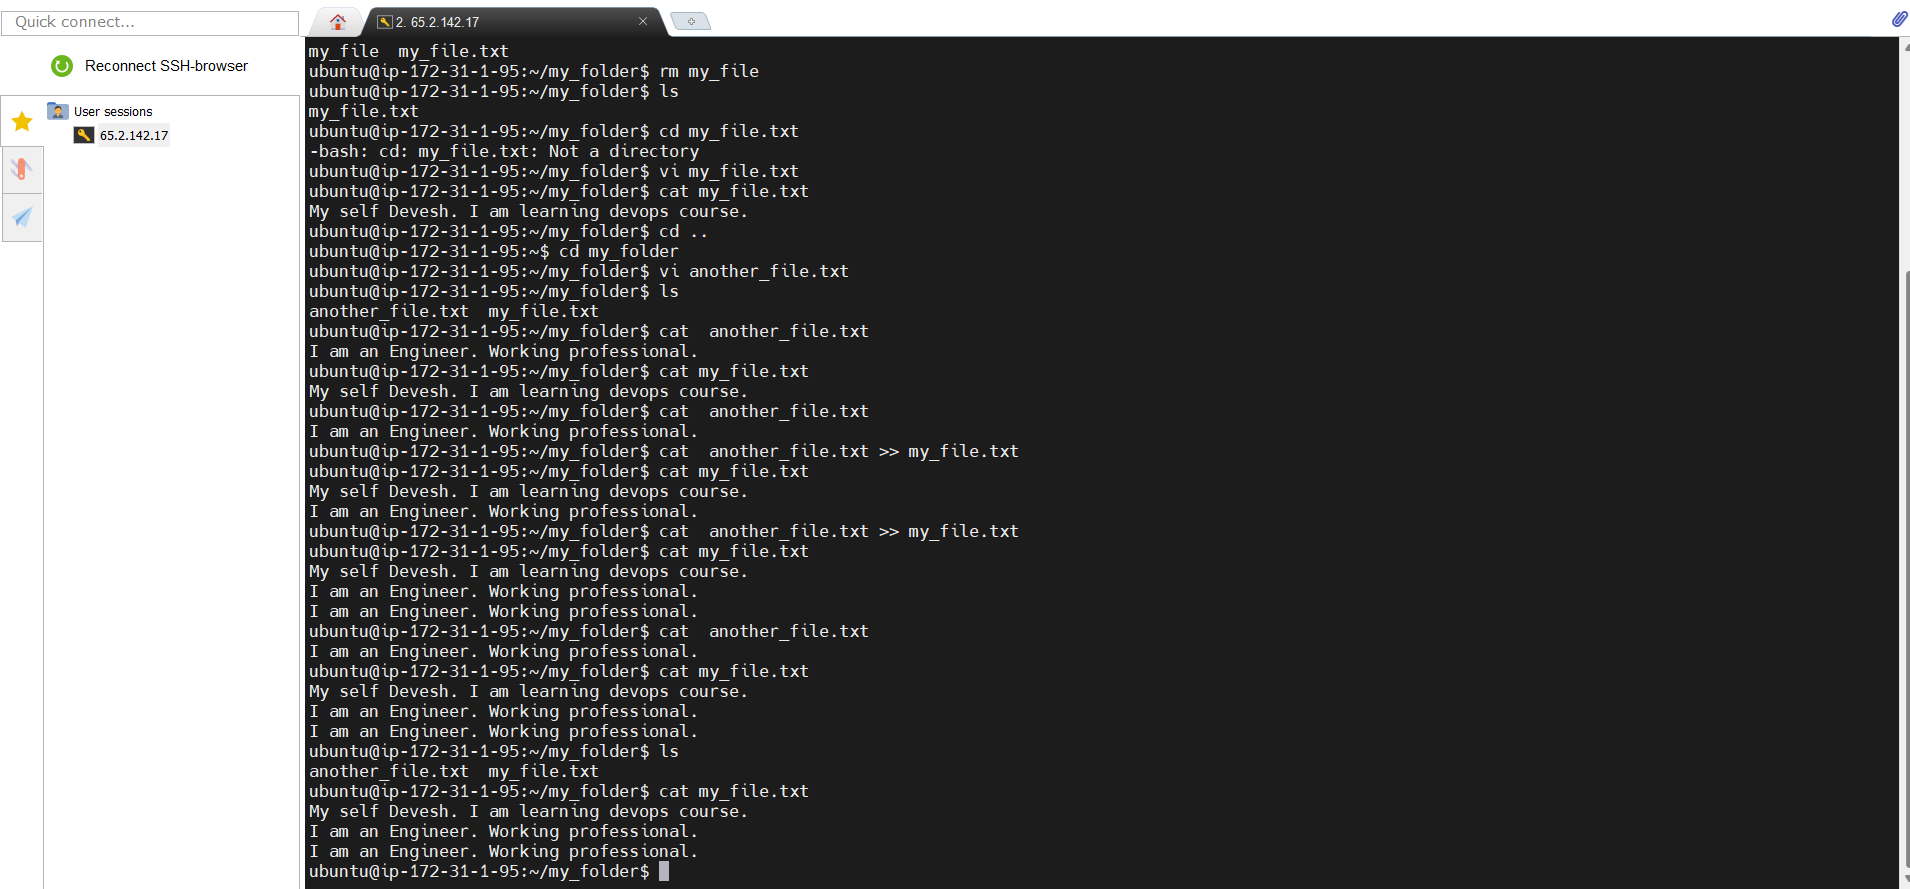 Quick connect...
2. 65.2.142.17
Reconnect SSH-browser
User sessions
65.2.142.17
my_file  my_file.txt
ubuntu@ip-172-31-1-95:~/my_folder$ rm my_file
ubuntu@ip-172-31-1-95:~/my_folder$ ls
my_file.txt
ubuntu@ip-172-31-1-95:~/my_folder$ cd my_file.txt
-bash: cd: my_file.txt: Not a directory
ubuntu@ip-172-31-1-95:~/my_folder$ vi my_file.txt
ubuntu@ip-172-31-1-95:~/my_folder$ cat my_file.txt
My self Devesh. I am learning devops course.
ubuntu@ip-172-31-1-95:~/my_folder$ cd ..
ubuntu@ip-172-31-1-95:~$ cd my_folder
ubuntu@ip-172-31-1-95:~/my_folder$ vi another_file.txt
ubuntu@ip-172-31-1-95:~/my_folder$ ls
another_file.txt  my_file.txt
ubuntu@ip-172-31-1-95:~/my_folder$ cat  another_file.txt
I am an Engineer. Working professional.
ubuntu@ip-172-31-1-95:~/my_folder$ cat my_file.txt
My self Devesh. I am learning devops course.
ubuntu@ip-172-31-1-95:~/my_folder$ cat  another_file.txt
I am an Engineer. Working professional.
ubuntu@ip-172-31-1-95:~/my_folder$ cat  another_file.txt >> my_file.txt
ubuntu@ip-172-31-1-95:~/my_folder$ cat my_file.txt
My self Devesh. I am learning devops course.
I am an Engineer. Working professional.
ubuntu@ip-172-31-1-95:~/my_folder$ cat  another_file.txt >> my_file.txt
ubuntu@ip-172-31-1-95:~/my_folder$ cat my_file.txt
My self Devesh. I am learning devops course.
I am an Engineer. Working professional.
I am an Engineer. Working professional.
ubuntu@ip-172-31-1-95:~/my_folder$ cat  another_file.txt
I am an Engineer. Working professional.
ubuntu@ip-172-31-1-95:~/my_folder$ cat my_file.txt
My self Devesh. I am learning devops course.
I am an Engineer. Working professional.
I am an Engineer. Working professional.
ubuntu@ip-172-31-1-95:~/my_folder$ ls
another_file.txt  my_file.txt
ubuntu@ip-172-31-1-95:~/my_folder$ cat my_file.txt
My self Devesh. I am learning devops course.
I am an Engineer. Working professional.
I am an Engineer. Working professional.
ubuntu@ip-172-31-1-95:~/my_folder$